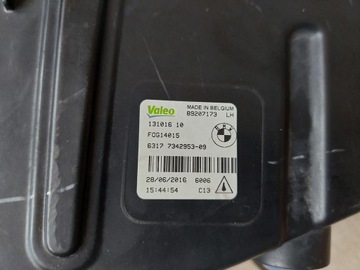 Valeo MADE IN BELGIUM
89207173 LH
131016 10
FOG14015
6317 7342953-09
28/06/2016 6006
15:44:54 C13